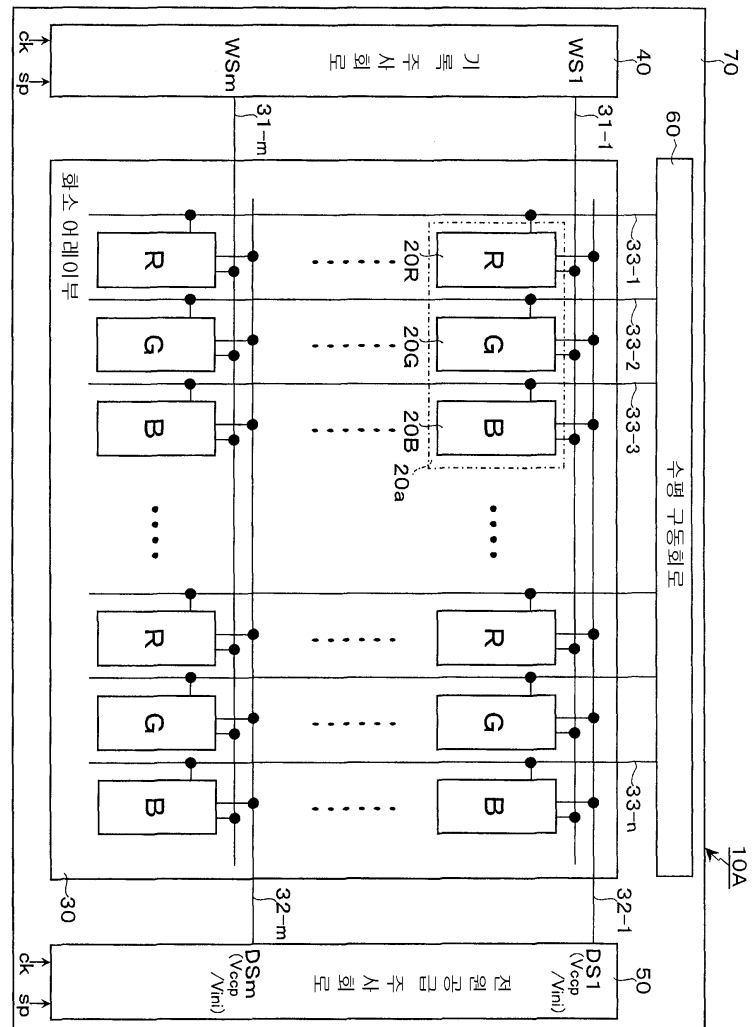 10A
70
60
수평 구동회로
40
기록 주사회로
WS1
WSm
ck
sp
31-1
31-m
33-1
33-2
33-3
33-n
R
G
B
R
G
B
20R
20G
20B
20a
R
G
B
R
G
B
화소 어레이부
30
32-1
32-m
50
전원공급 주사회로
DS1
(Vccp
/Vini)
DSm
(Vccp
/Vini)
ck
sp